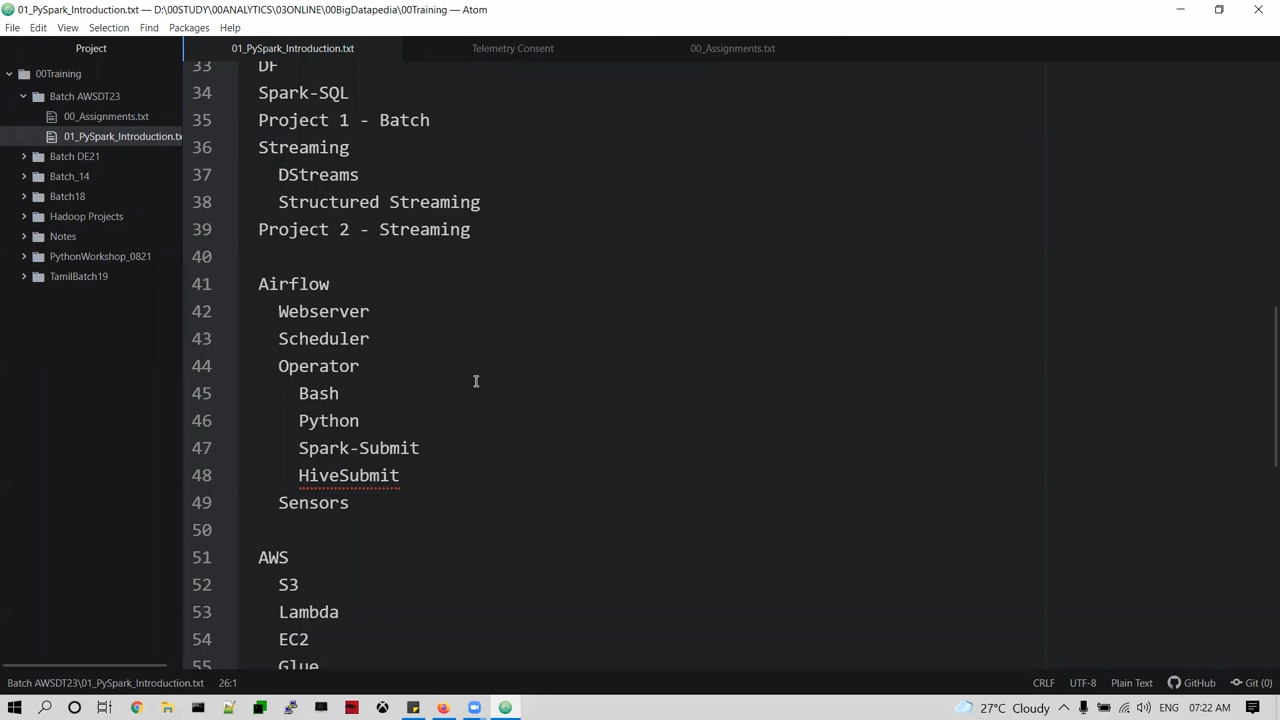 01_PySpark_Introduction.txt — D:\00STUDY\00ANALYTICS\03ONLINE\00BigDatapedia\00Training — Atom
File Edit View Selection Find Packages Help
Project
01_PySpark_Introduction.txt
Telemetry Consent
00_Assignments.txt
00Training
Batch AWSDT23
00_Assignments.txt
01_PySpark_Introduction.tx
Batch DE21
Batch_14
Batch18
Hadoop Projects
Notes
PythonWorkshop_0821
TamilBatch19
33 DF
34 Spark-SQL
35 Project 1 - Batch
36 Streaming
37 DStreams
38 Structured Streaming
39 Project 2 - Streaming
40
41 Airflow
42 Webserver
43 Scheduler
44 Operator
45 Bash
46 Python
47 Spark-Submit
48 HiveSubmit
49 Sensors
50
51 AWS
52 S3
53 Lambda
54 EC2
55 Glue
Batch AWSDT23\01_PySpark_Introduction.txt 26:1
CRLF UTF-8 Plain Text GitHub Git (0)
27°C Cloudy ENG 07:22 AM